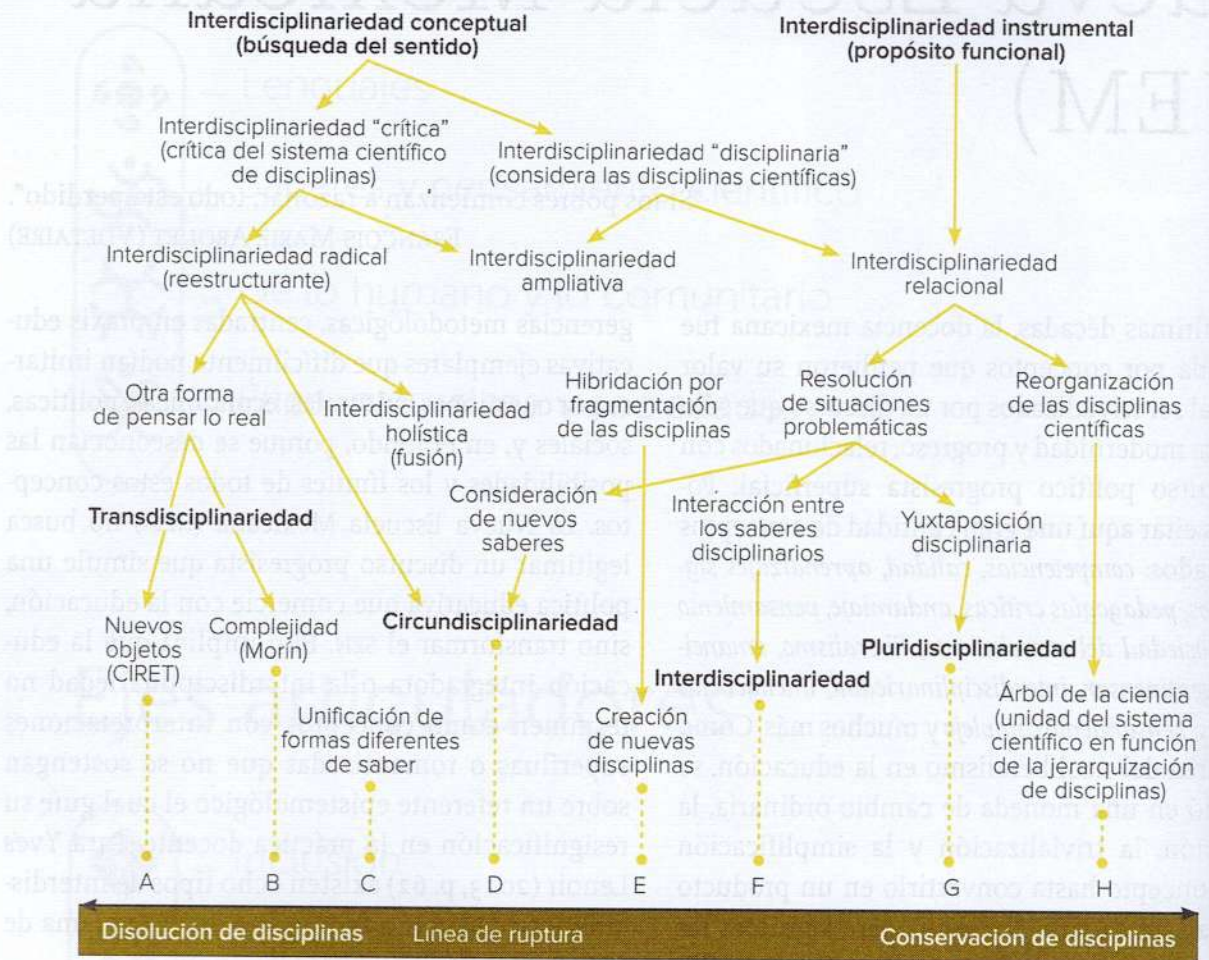 Interdisciplinariedad conceptual
(búsqueda del sentido)
Interdisciplinariedad instrumental
(propósito funcional)
Interdisciplinariedad “crítica”
(crítica del sistema científico
de disciplinas)
Interdisciplinariedad “disciplinaria”
(considera las disciplinas científicas)
Interdisciplinariedad radical
(reestructurante)
Interdisciplinariedad
ampliativa
Interdisciplinariedad
relacional
Otra forma
de pensar lo real
Interdisciplinariedad
holística
(fusión)
Hibridación por
fragmentación
de las disciplinas
Resolución
de situaciones
problemáticas
Reorganización
de las disciplinas
científicas
Transdisciplinariedad
Consideración
de nuevos
saberes
Interacción entre
los saberes
disciplinarios
Yuxtaposición
disciplinaria
Nuevos
objetos
(CIRET)
Complejidad
(Morín)
Circundisciplinariedad
Unificación de
formas diferentes
de saber
Interdisciplinariedad
Creación
de nuevas
disciplinas
Pluridisciplinariedad
Árbol de la ciencia
(unidad del sistema
científico en función
de la jerarquización
de disciplinas)
A B C D E F G H
Disolución de disciplinas Línea de ruptura Conservación de disciplinas